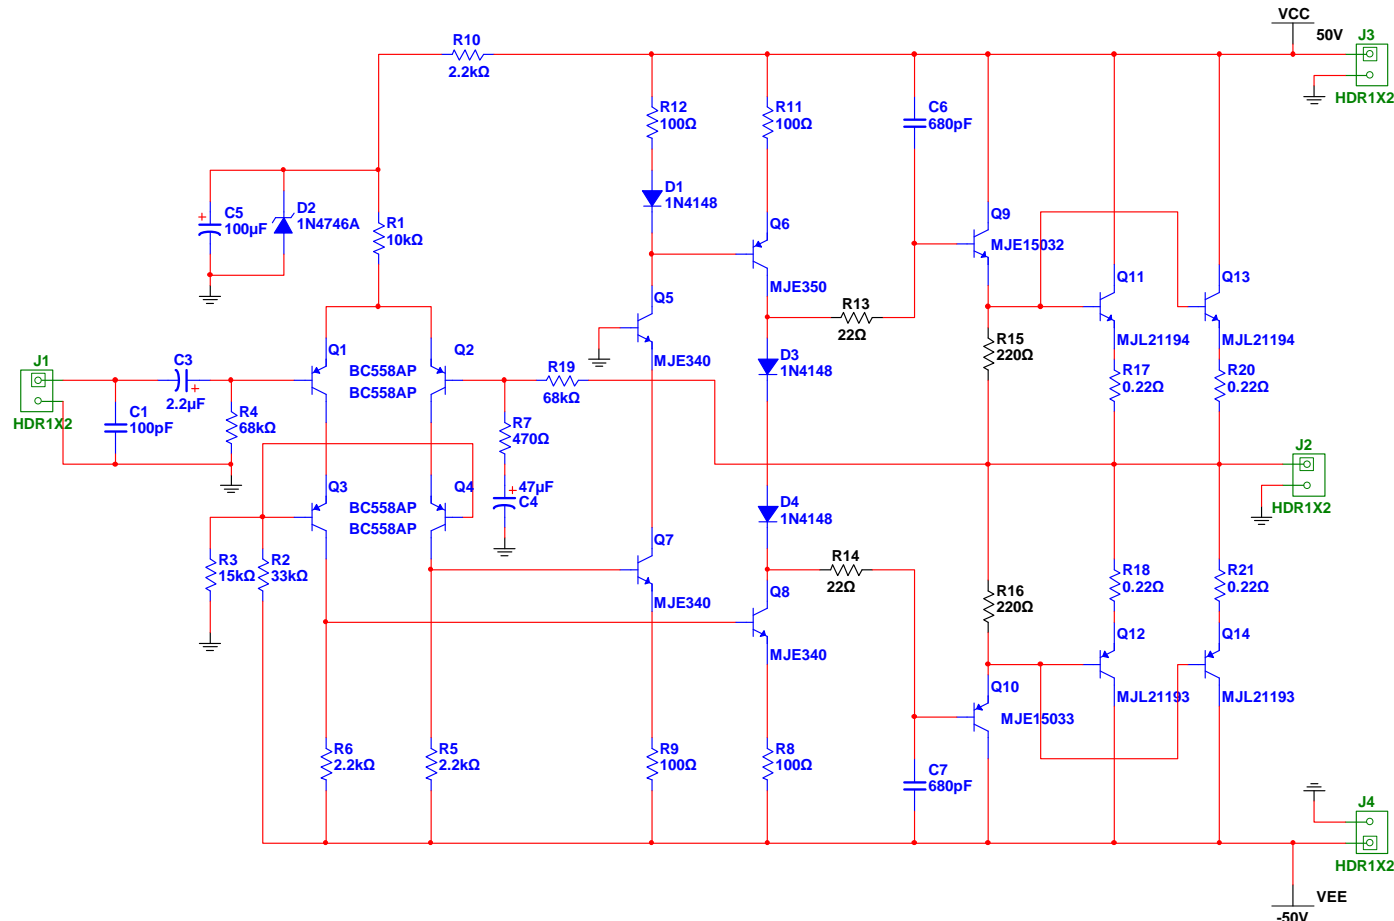 VCC
50V
J3
HDR1X2
R10
2.2kΩ
R12
100Ω
R11
100Ω
C6
680pF
D1
1N4148
C5
100µF
D2
1N4746A
R1
10kΩ
Q6
MJE350
Q9
MJE15032
Q11
MJL21194
Q13
MJL21194
Q5
MJE340
R13
22Ω
R15
220Ω
J1
HDR1X2
C3
+
2.2µF
C1
100pF
R4
68kΩ
Q1
BC558AP
Q2
BC558AP
R19
68kΩ
R7
470Ω
D3
1N4148
R17
0.22Ω
R20
0.22Ω
J2
HDR1X2
Q3
BC558AP
Q4
BC558AP
+
47µF
C4
D4
1N4148
R3
15kΩ
R2
33kΩ
Q7
MJE340
R14
22Ω
Q8
MJE340
R16
220Ω
R18
0.22Ω
R21
0.22Ω
Q12
MJL21193
Q14
MJL21193
Q10
MJE15033
R6
2.2kΩ
R5
2.2kΩ
R9
100Ω
R8
100Ω
C7
680pF
J4
HDR1X2
VEE
-50V
+